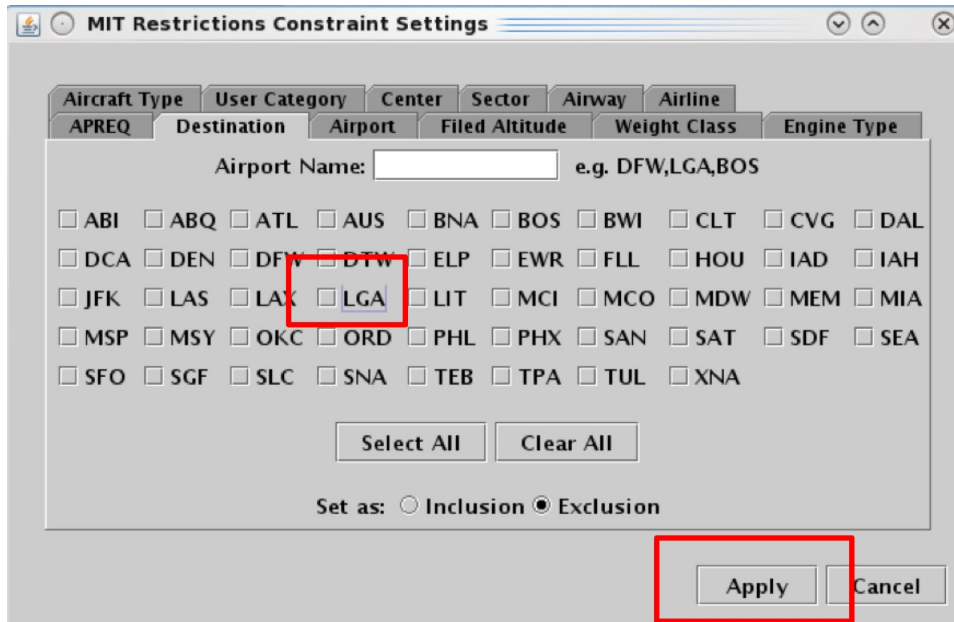 MIT Restrictions Constraint Settings
Aircraft Type User Category Center Sector Airway Airline
APREQ Destination Airport Filed Altitude Weight Class Engine Type
Airport Name: e.g. DFW,LGA,BOS
ABI ABQ ATL AUS BNA BOS BWI CLT CVG DAL
DCA DEN DFW DTW ELP EWR FLL HOU IAD IAH
JFK LAS LAX LGA LIT MCI MCO MDW MEM MIA
MSP MSY OKC ORD PHL PHX SAN SAT SDF SEA
SFO SGF SLC SNA TEB TPA TUL XNA
Select All Clear All
Set as: Inclusion Exclusion
Apply Cancel